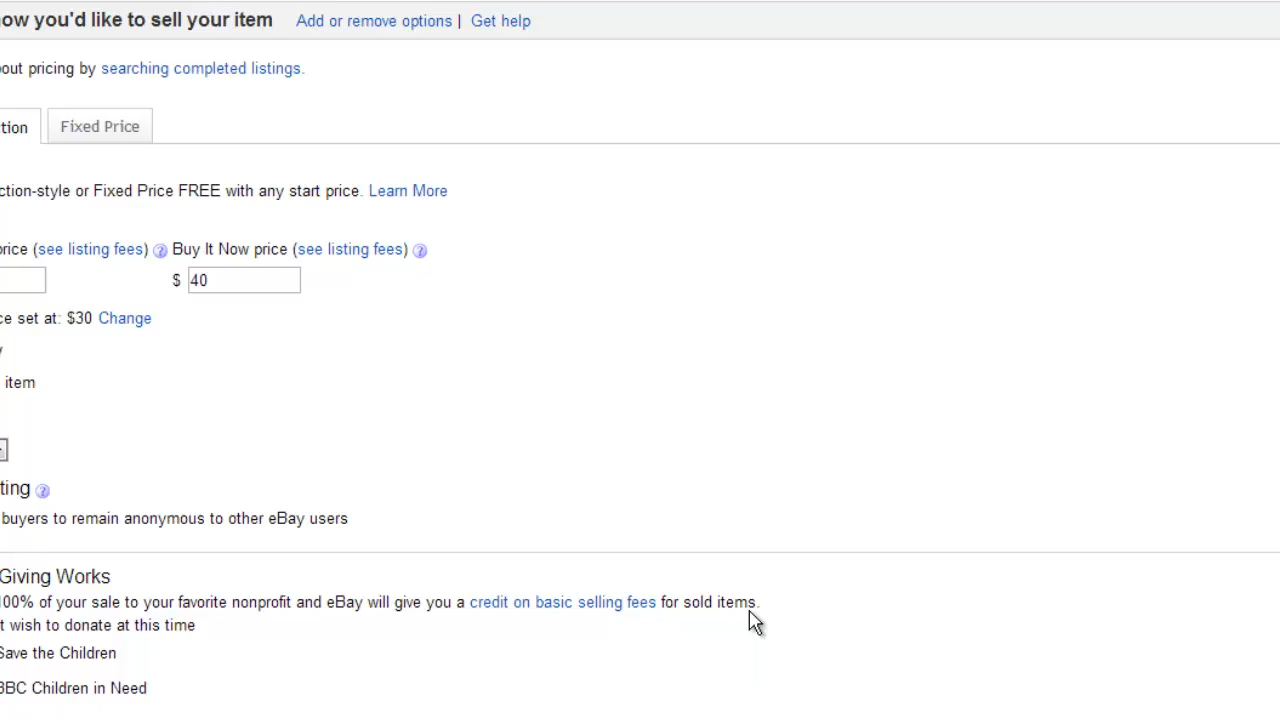 ow you'd like to sell your item Add or remove options | Get help
out pricing by searching completed listings.
tion Fixed Price
ction-style or Fixed Price FREE with any start price. Learn More
rice (see listing fees) ? Buy It Now price (see listing fees) ?
$ 40
ce set at: $30 Change
y
item
ting ?
buyers to remain anonymous to other eBay users
Giving Works
100% of your sale to your favorite nonprofit and eBay will give you a credit on basic selling fees for sold items.
t wish to donate at this time
Save the Children
BBC Children in Need